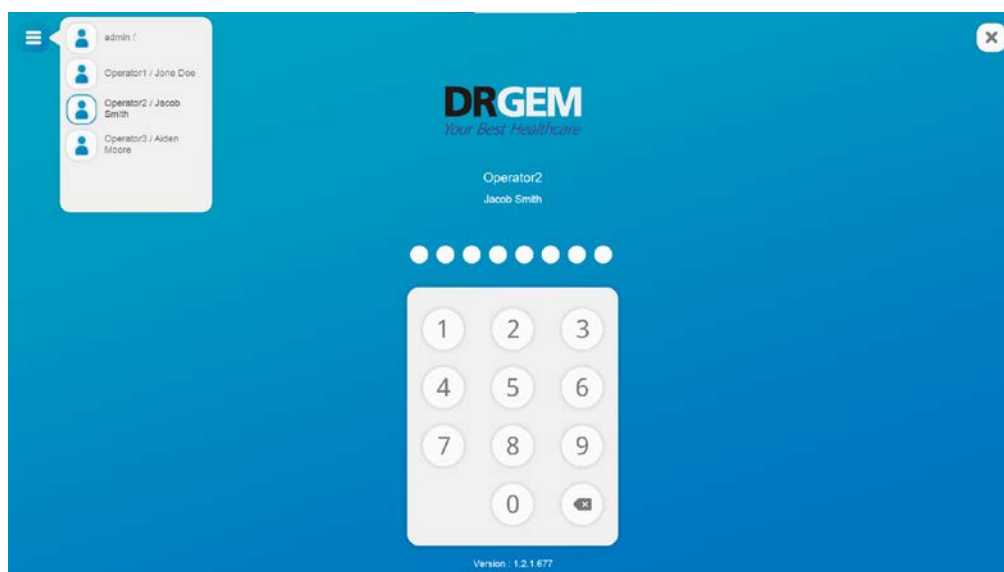 admin /
Operator1 / Jone Doe
Operator2 / Jacob
Smith
Operator3 / Aiden
Moore
DRGEM
Your Best Healthcare
Operator2
Jacob Smith
1 2 3
4 5 6
7 8 9
0
Version : 1.2.1.677